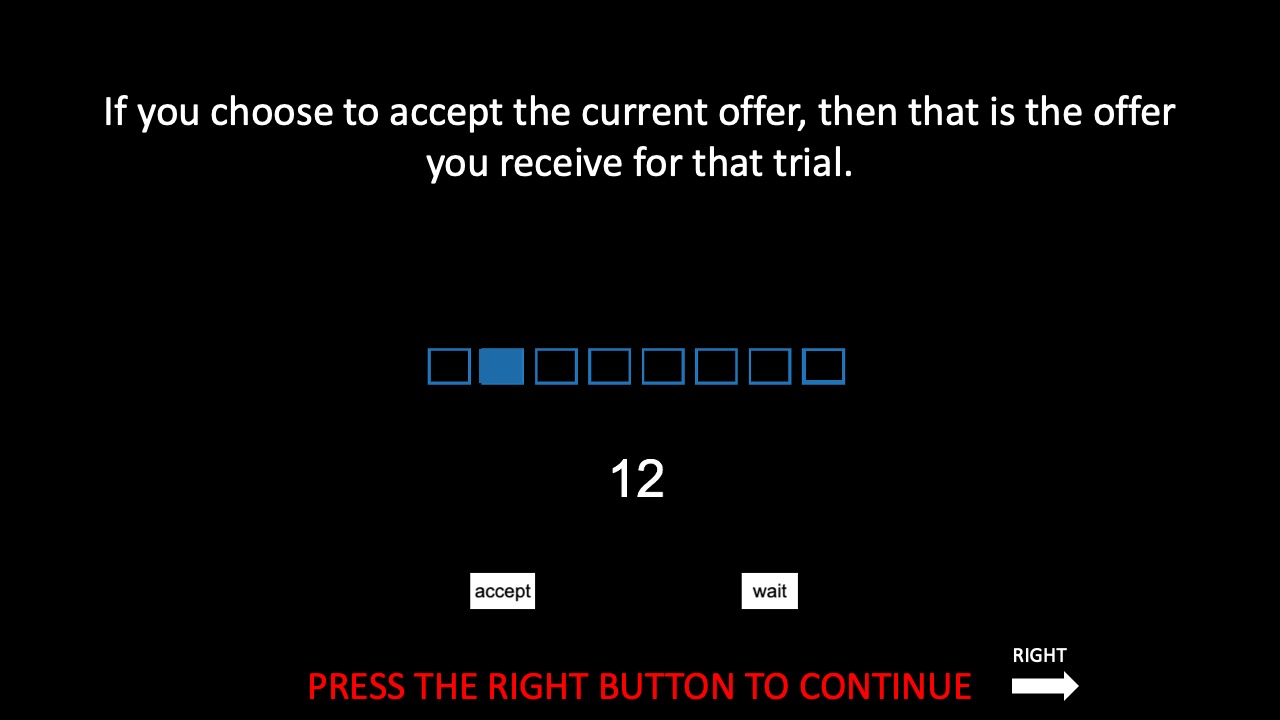 If you choose to accept the current offer, then that is the offer
you receive for that trial.
12
accept
wait
RIGHT
PRESS THE RIGHT BUTTON TO CONTINUE